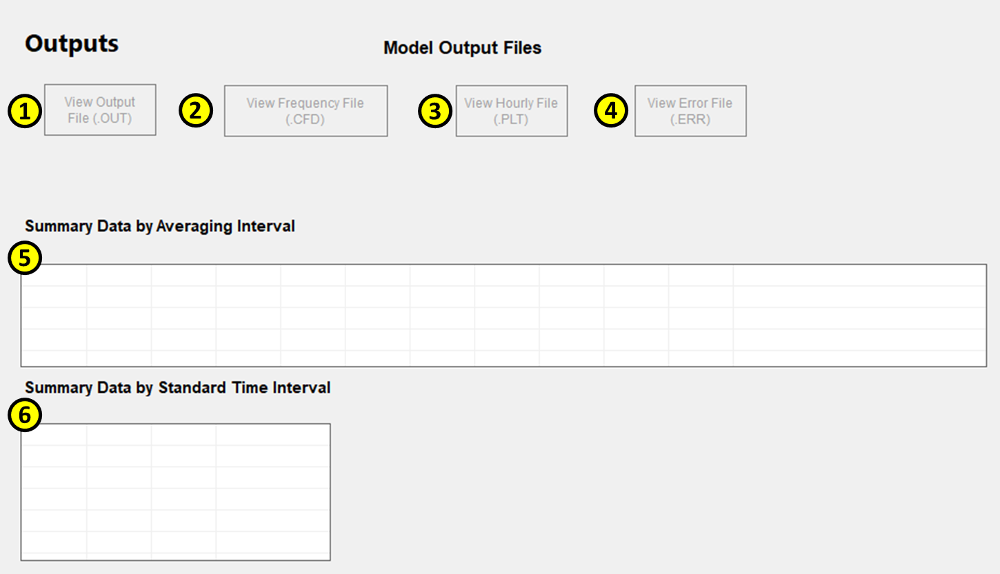 Outputs
Model Output Files
1
View Output
File (.OUT)
2
View Frequency File
(.CFD)
3
View Hourly File
(.PLT)
4
View Error File
(.ERR)
Summary Data by Averaging Interval
5
Summary Data by Standard Time Interval
6